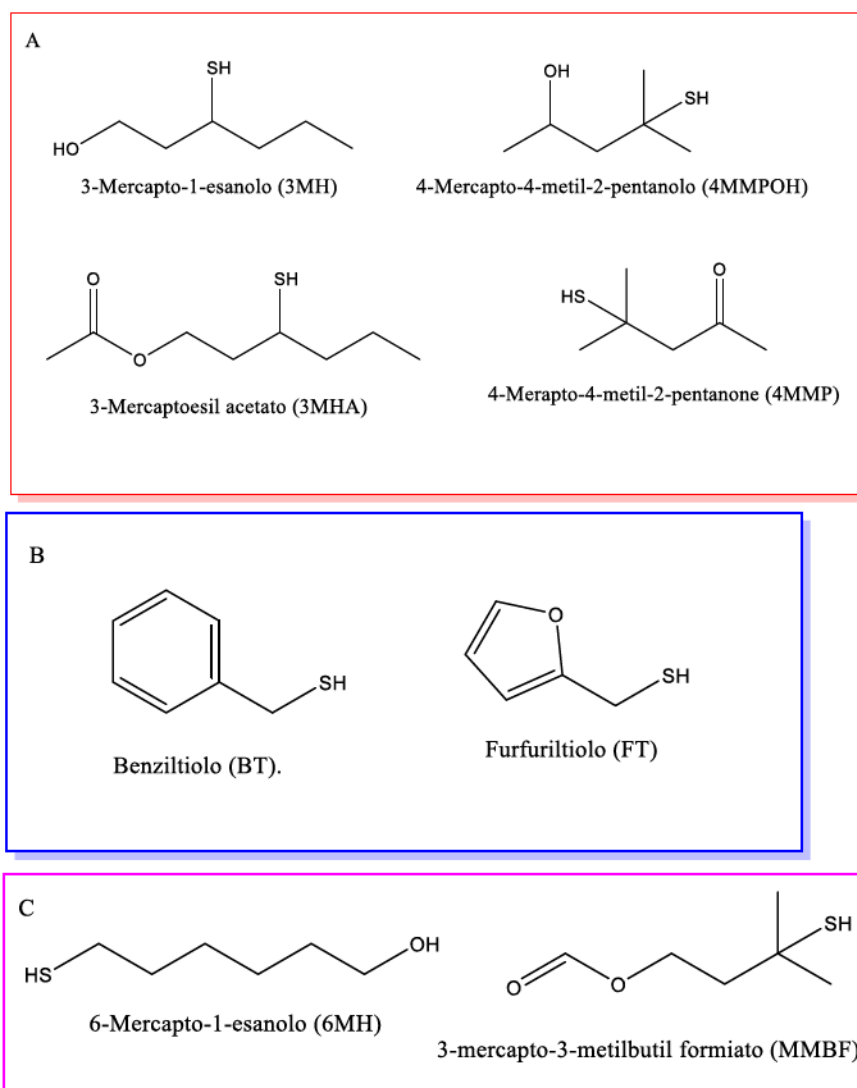 A
SH
HO
3-Mercapto-1-esanolo (3MH)
OH
SH
4-Mercapto-4-metil-2-pentanolo (4MMPOH)
O
SH
O
3-Mercaptoesil acetato (3MHA)
HS
O
4-Merapto-4-metil-2-pentanone (4MMP)
B
SH
Benziltiolo (BT).
O
SH
Furfuriltiolo (FT)
C
HS
OH
6-Mercapto-1-esanolo (6MH)
SH
O
O
3-mercapto-3-metilbutil formiato (MMBF)